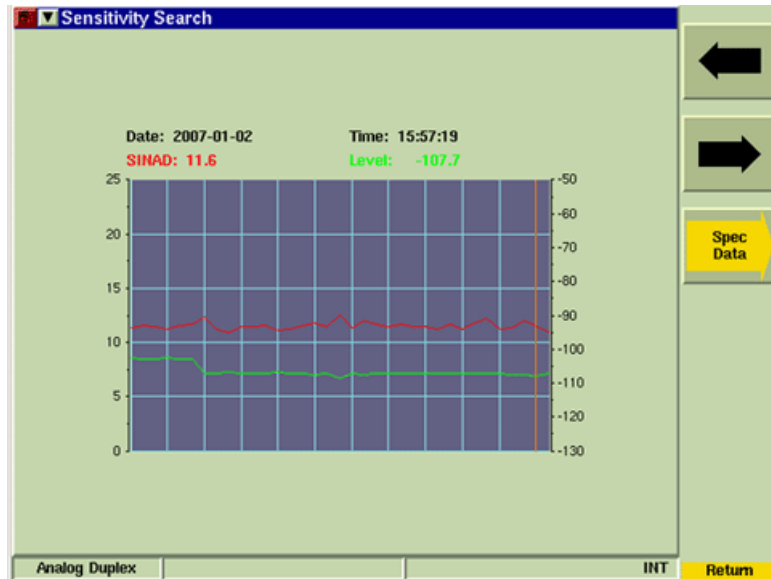 Sensitivity Search
Date: 2007-01-02 Time: 15:57:19
SINAD: 11.6 Level: -107.7
25 -50
-60
20 -70
-80
15 -90
10 -100
-110
5 -120
0 -130
Spec
Data
Analog Duplex INT Return